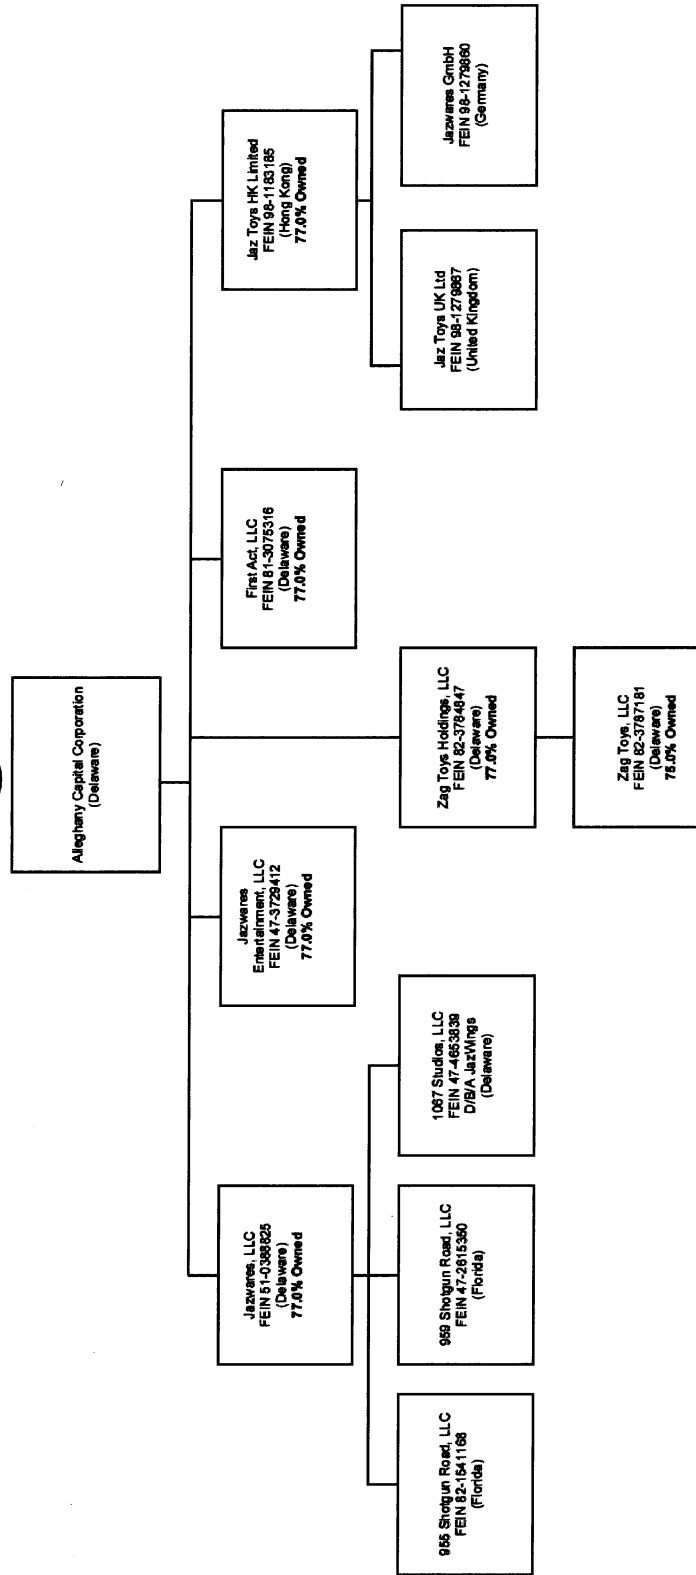 Alleghany Capital Corporation
(Delaware)
Jazwares, LLC
FEIN 51-0388825
(Delaware)
77.0% Owned
Jazwares
Entertainment, LLC
FEIN 47-3729412
(Delaware)
77.0% Owned
First Act, LLC
FEIN 81-3075316
(Delaware)
77.0% Owned
Jaz Toys HK Limited
FEIN 98-1183185
(Hong Kong)
77.0% Owned
955 Shotgun Road, LLC
FEIN 82-1541168
(Florida)
959 Shotgun Road, LLC
FEIN 47-2615350
(Florida)
1067 Studios, LLC
FEIN 47-4653839
D/B/A JazWings
(Delaware)
Zag Toys Holdings, LLC
FEIN 82-3784847
(Delaware)
77.0% Owned
Jaz Toys UK Ltd
FEIN 98-1279867
(United Kingdom)
Jazwares GmbH
FEIN 98-1279860
(Germany)
Zag Toys, LLC
FEIN 82-3787181
(Delaware)
75.0% Owned